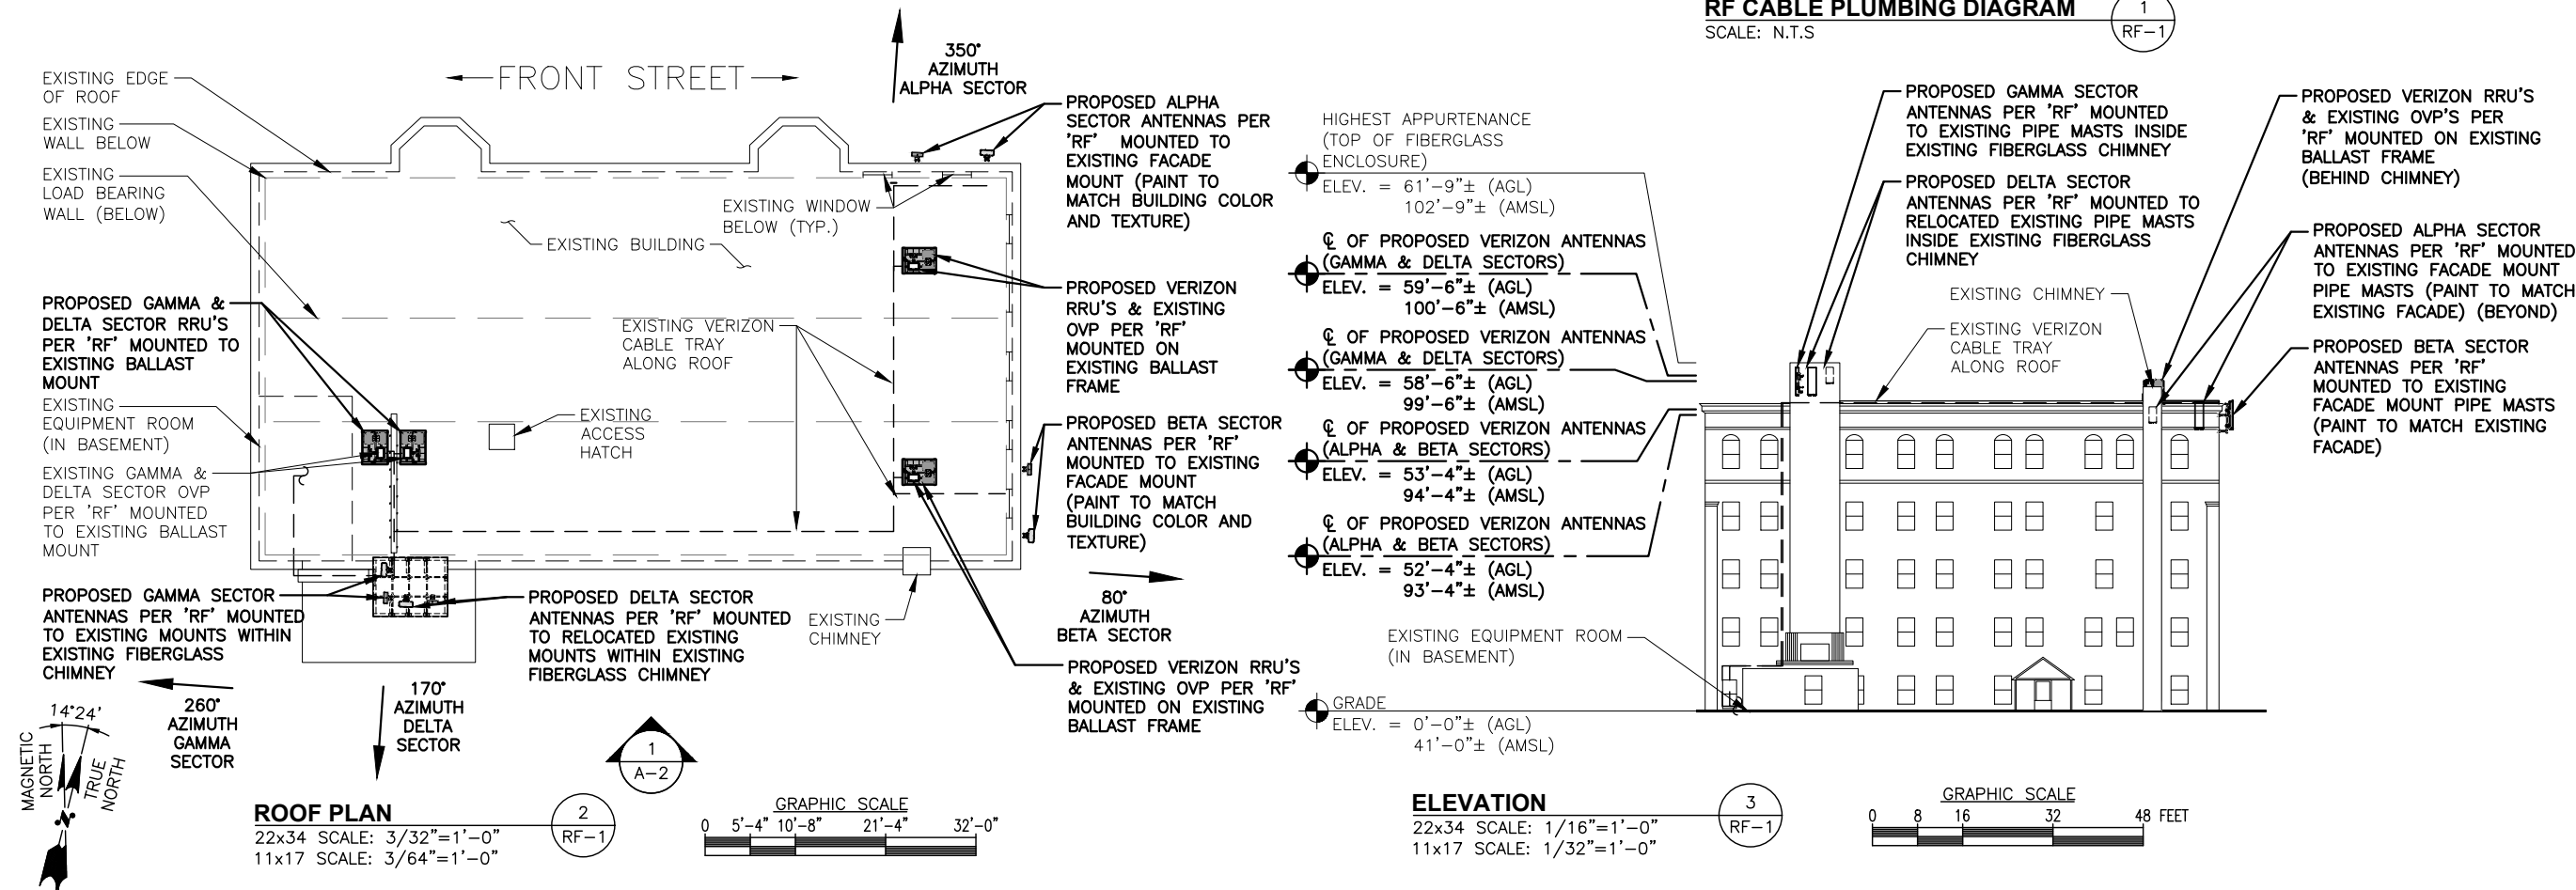 RF CABLE PLUMBING DIAGRAM
SCALE: N.T.S
1
RF-1
EXISTING EDGE
OF ROOF
EXISTING
WALL BELOW
EXISTING
LOAD BEARING
WALL (BELOW)
PROPOSED GAMMA &
DELTA SECTOR RRU'S
PER 'RF' MOUNTED TO
EXISTING BALLAST
MOUNT
EXISTING
EQUIPMENT ROOM
(IN BASEMENT)
EXISTING GAMMA &
DELTA SECTOR OVP
PER 'RF' MOUNTED
TO EXISTING BALLAST
MOUNT
PROPOSED GAMMA SECTOR
ANTENNAS PER 'RF' MOUNTED
TO EXISTING MOUNTS WITHIN
EXISTING FIBERGLASS
CHIMNEY
FRONT STREET
350°
AZIMUTH
ALPHA SECTOR
EXISTING WINDOW
BELOW (TYP.)
EXISTING BUILDING
EXISTING VERIZON
CABLE TRAY
ALONG ROOF
EXISTING
ACCESS
HATCH
PROPOSED DELTA SECTOR
ANTENNAS PER 'RF' MOUNTED
TO RELOCATED EXISTING
MOUNTS WITHIN EXISTING
FIBERGLASS CHIMNEY
EXISTING
CHIMNEY
PROPOSED ALPHA
SECTOR ANTENNAS PER
'RF' MOUNTED TO
EXISTING FACADE
MOUNT (PAINT TO
MATCH BUILDING COLOR
AND TEXTURE)
PROPOSED VERIZON
RRU'S & EXISTING
OVP PER 'RF'
MOUNTED ON
EXISTING BALLAST
FRAME
PROPOSED BETA SECTOR
ANTENNAS PER 'RF'
MOUNTED TO EXISTING
FACADE MOUNT
(PAINT TO MATCH
BUILDING COLOR AND
TEXTURE)
80°
AZIMUTH
BETA SECTOR
PROPOSED VERIZON RRU'S
& EXISTING OVP PER 'RF'
MOUNTED ON EXISTING
BALLAST FRAME
260°
AZIMUTH
GAMMA
SECTOR
170°
AZIMUTH
DELTA
SECTOR
14°24'
MAGNETIC
NORTH
TRUE
NORTH
N
1
A-2
ROOF PLAN
22x34 SCALE: 3/32"=1'-0"
11x17 SCALE: 3/64"=1'-0"
2
RF-1
GRAPHIC SCALE
0 5'-4" 10'-8" 21'-4" 32'-0"
HIGHEST APPURTENANCE
(TOP OF FIBERGLASS
ENCLOSURE)
ELEV. = 61'-9"± (AGL)
102'-9"± (AMSL)
℄ OF PROPOSED VERIZON ANTENNAS
(GAMMA & DELTA SECTORS)
ELEV. = 59'-6"± (AGL)
100'-6"± (AMSL)
℄ OF PROPOSED VERIZON ANTENNAS
(GAMMA & DELTA SECTORS)
ELEV. = 58'-6"± (AGL)
99'-6"± (AMSL)
℄ OF PROPOSED VERIZON ANTENNAS
(ALPHA & BETA SECTORS)
ELEV. = 53'-4"± (AGL)
94'-4"± (AMSL)
℄ OF PROPOSED VERIZON ANTENNAS
(ALPHA & BETA SECTORS)
ELEV. = 52'-4"± (AGL)
93'-4"± (AMSL)
EXISTING EQUIPMENT ROOM
(IN BASEMENT)
GRADE
ELEV. = 0'-0"± (AGL)
41'-0"± (AMSL)
PROPOSED GAMMA SECTOR
ANTENNAS PER 'RF' MOUNTED
TO EXISTING PIPE MASTS INSIDE
EXISTING FIBERGLASS CHIMNEY
PROPOSED DELTA SECTOR
ANTENNAS PER 'RF' MOUNTED TO
RELOCATED EXISTING PIPE MASTS
INSIDE EXISTING FIBERGLASS
CHIMNEY
EXISTING CHIMNEY
EXISTING VERIZON
CABLE TRAY
ALONG ROOF
PROPOSED VERIZON RRU'S
& EXISTING OVP'S PER
'RF' MOUNTED ON EXISTING
BALLAST FRAME
(BEHIND CHIMNEY)
PROPOSED ALPHA SECTOR
ANTENNAS PER 'RF' MOUNTED
TO EXISTING FACADE MOUNT
PIPE MASTS (PAINT TO MATCH
EXISTING FACADE) (BEYOND)
PROPOSED BETA SECTOR
ANTENNAS PER 'RF'
MOUNTED TO EXISTING
FACADE MOUNT PIPE MASTS
(PAINT TO MATCH EXISTING
FACADE)
ELEVATION
22x34 SCALE: 1/16"=1'-0"
11x17 SCALE: 1/32"=1'-0"
3
RF-1
GRAPHIC SCALE
0 8 16 32 48 FEET